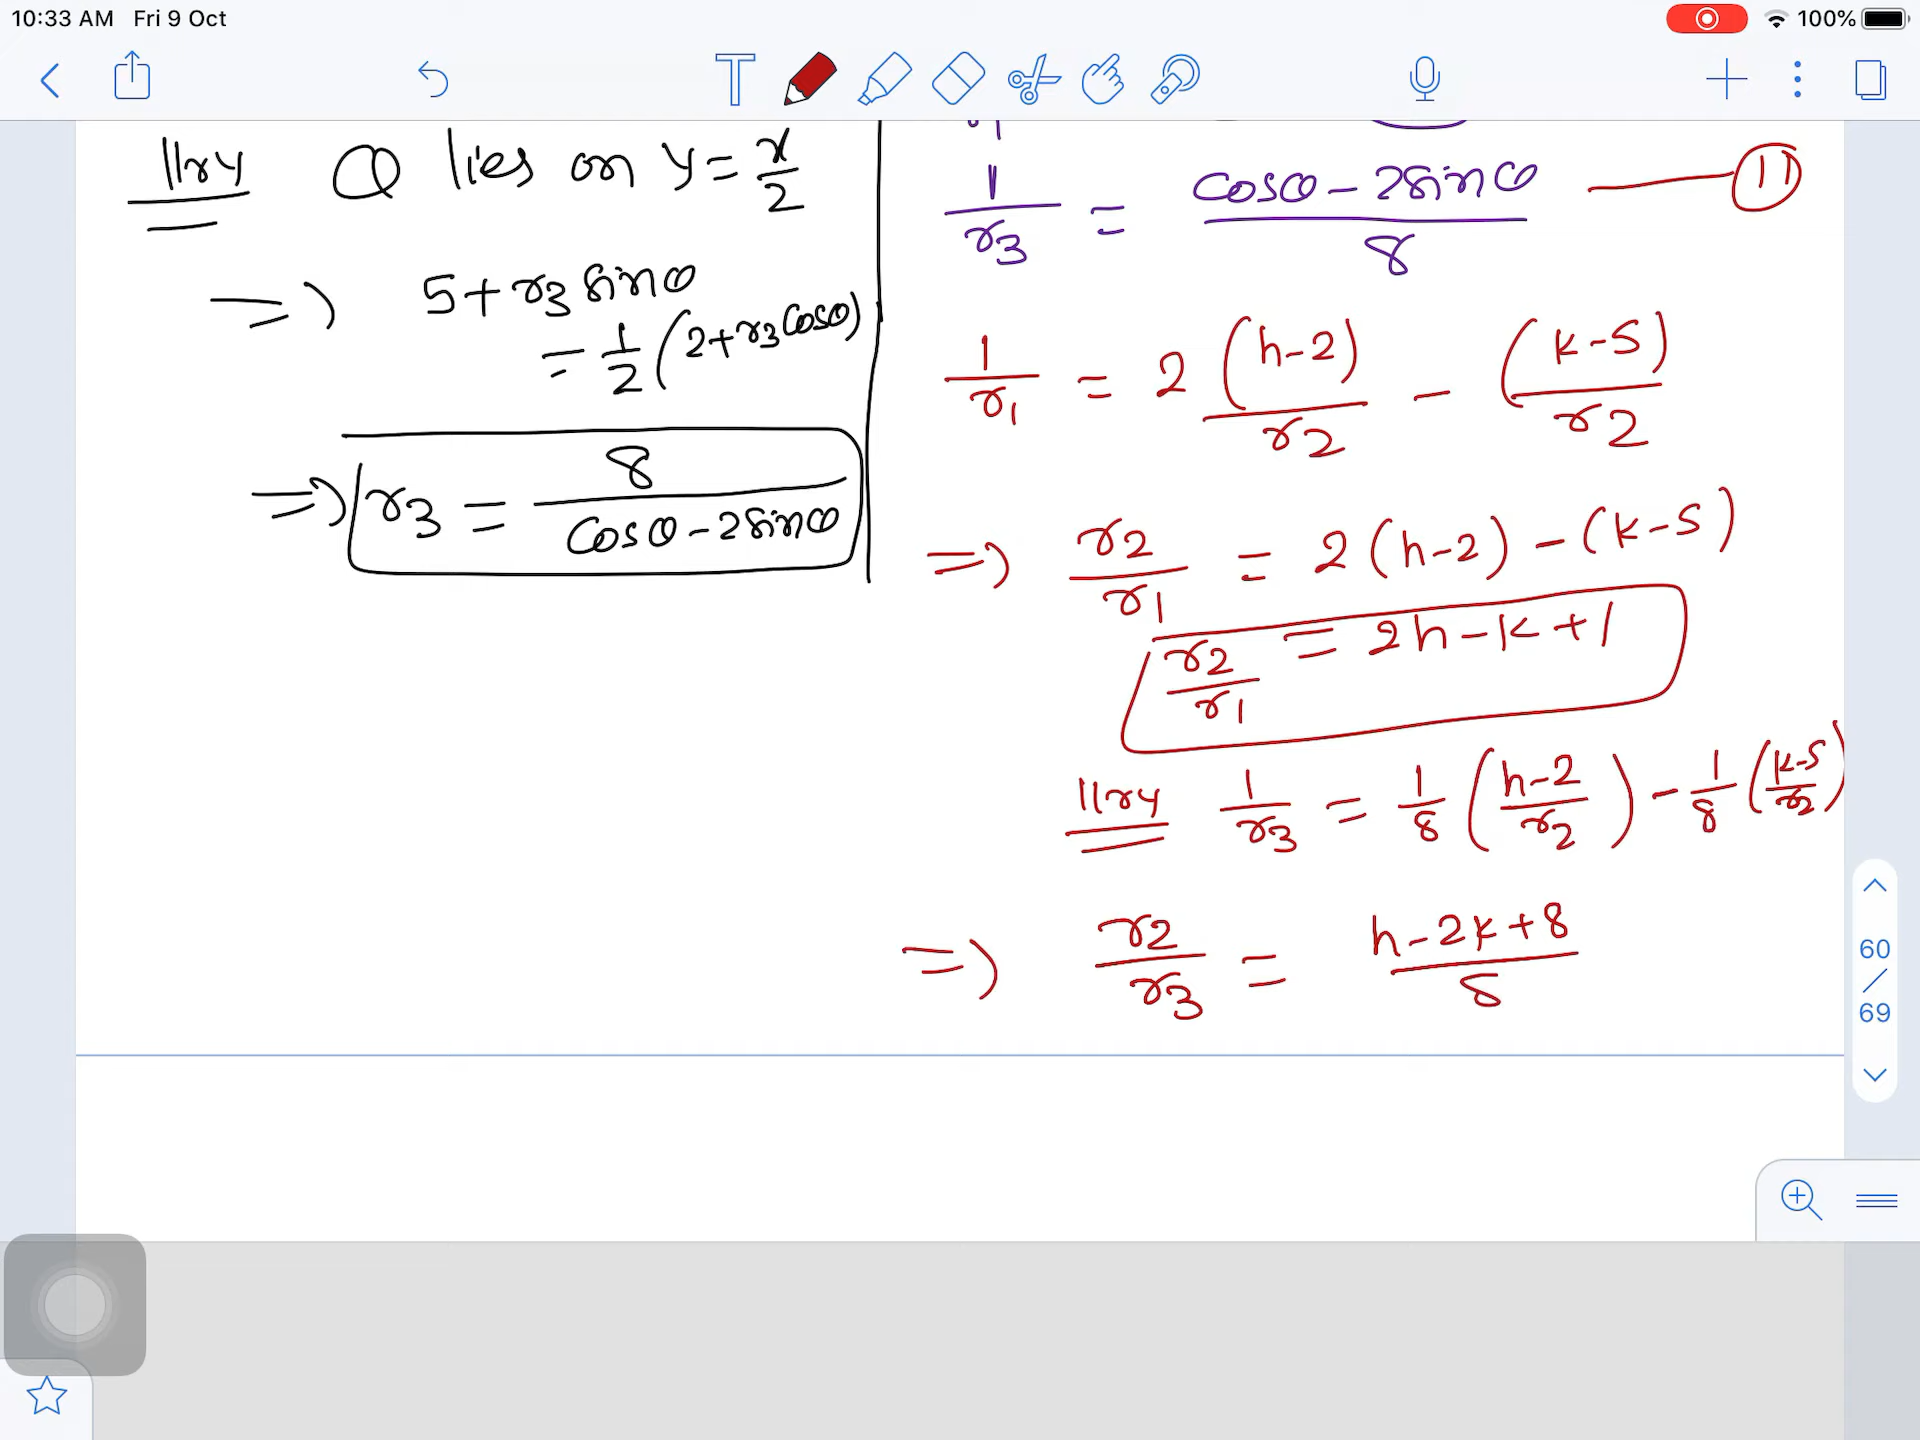 10:33 AM Fri 9 Oct
100%
T
llry Q lies on y = x/2
=) 5 + r3 sinθ
= 1/2 (2 + r3 cosθ)
=) r3 = 8/(cosθ - 2sinθ)
1/r3 = (cosθ - 2sinθ)/8 — 11
1/r1 = 2 (h-2)/r2 - (k-5)/r2
=) r2/r1 = 2(h-2) - (k-5)
r2/r1 = 2h - k + 1
llry 1/r3 = 1/8 ((h-2)/r2) - 1/8 ((k-5)/r2)
=) r2/r3 = (h - 2k + 8)/8
60
/
69